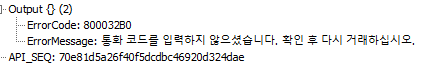 Output {} (2)
ErrorCode: 800032B0
ErrorMessage: 통화 코드를 입력하지 않으셨습니다. 확인 후 다시 거래하십시오.
API_SEQ: 70e81d5a26f40f5dcdbc46920d324dae